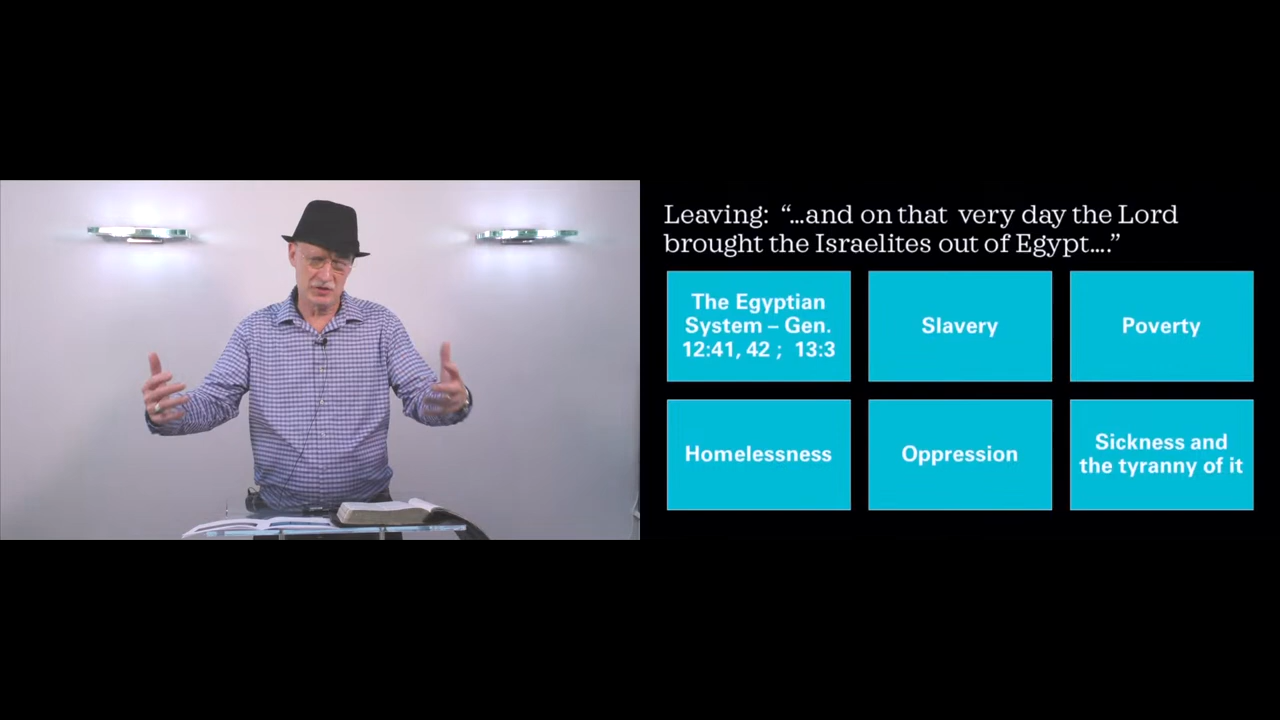 Leaving: “...and on that very day the Lord
brought the Israelites out of Egypt....”
The Egyptian
System – Gen.
12:41, 42 ; 13:3
Slavery
Poverty
Homelessness
Oppression
Sickness and
the tyranny of it